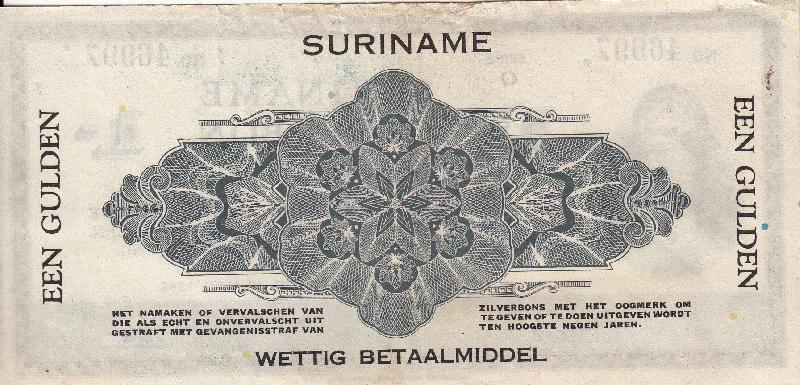 SURINAME
EEN GULDEN
EEN GULDEN
HET NAMAKEN OF VERVALSCHEN VAN
DIE ALS ECHT EN ONVERVALSCHT UIT
GESTRAFT MET GEVANGENISSTRAF VAN
ZILVERBONS MET HET OOGMERK OM
TE GEVEN OF TE DOEN UITGEVEN WORDT
TEN HOOGSTE NEGEN JAREN.
WETTIG BETAALMIDDEL